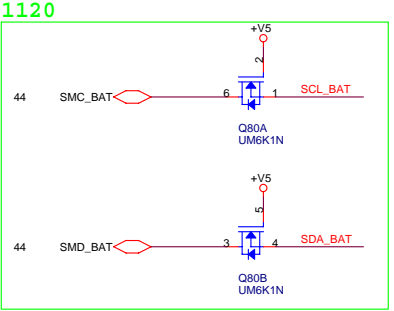 1120
+V5
2
44 SMC_BAT 6 1 SCL_BAT
Q80A
UM6K1N
+V5
5
44 SMD_BAT 3 4 SDA_BAT
Q80B
UM6K1N